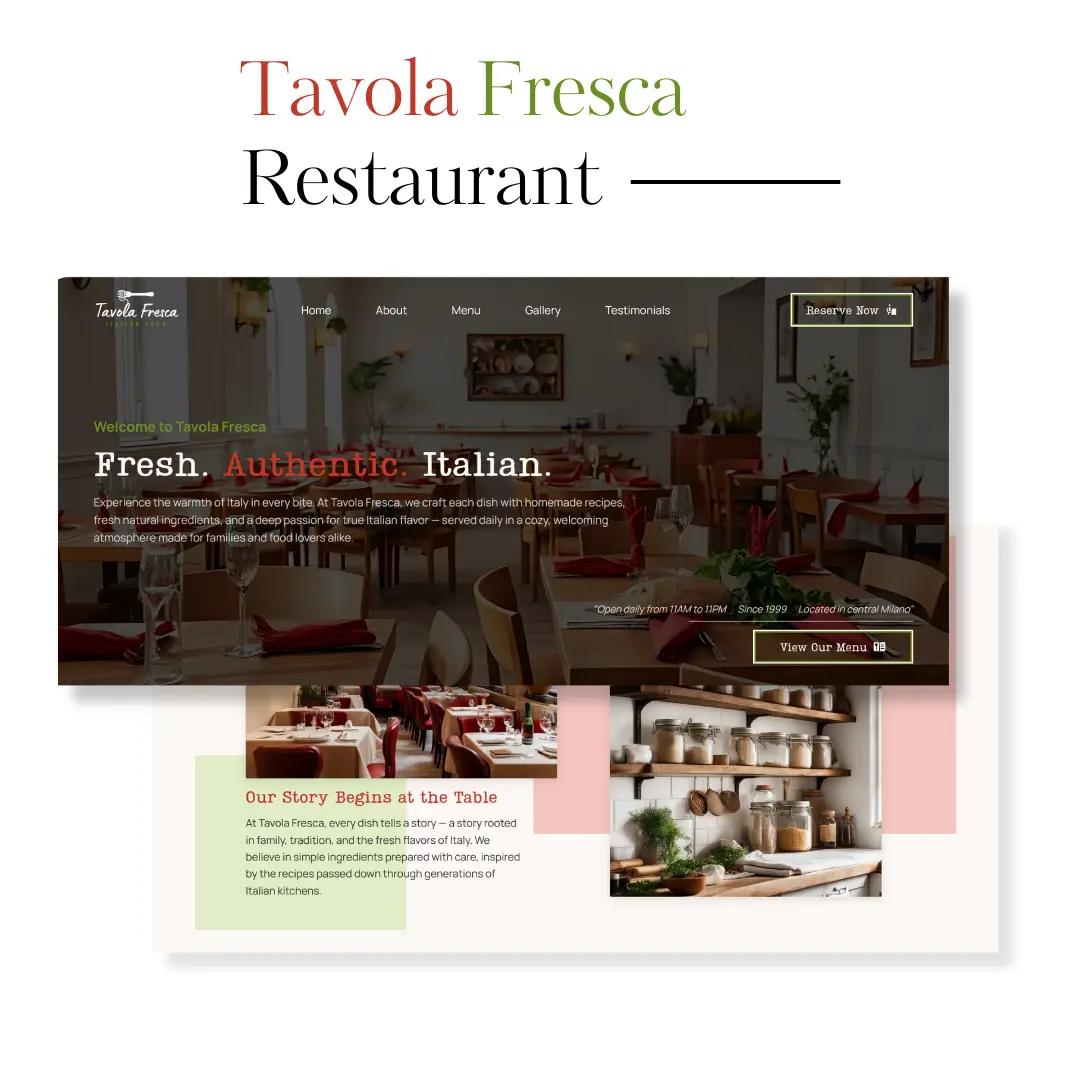 Tavola Fresca
Restaurant
Tavola Fresca
ITALIAN FOOD
Home
About
Menu
Gallery
Testimonials
Reserve Now
Welcome to Tavola Fresca
Fresh. Authentic. Italian.
Experience the warmth of Italy in every bite. At Tavola Fresca, we craft each dish with homemade recipes,
fresh natural ingredients, and a deep passion for true Italian flavor — served daily in a cozy, welcoming
atmosphere made for families and food lovers alike.
"Open daily from 11AM to 11PM Since 1999 Located in central Milano"
View Our Menu
Our Story Begins at the Table
At Tavola Fresca, every dish tells a story — a story rooted
in family, tradition, and the fresh flavors of Italy. We
believe in simple ingredients prepared with care, inspired
by the recipes passed down through generations of
Italian kitchens.